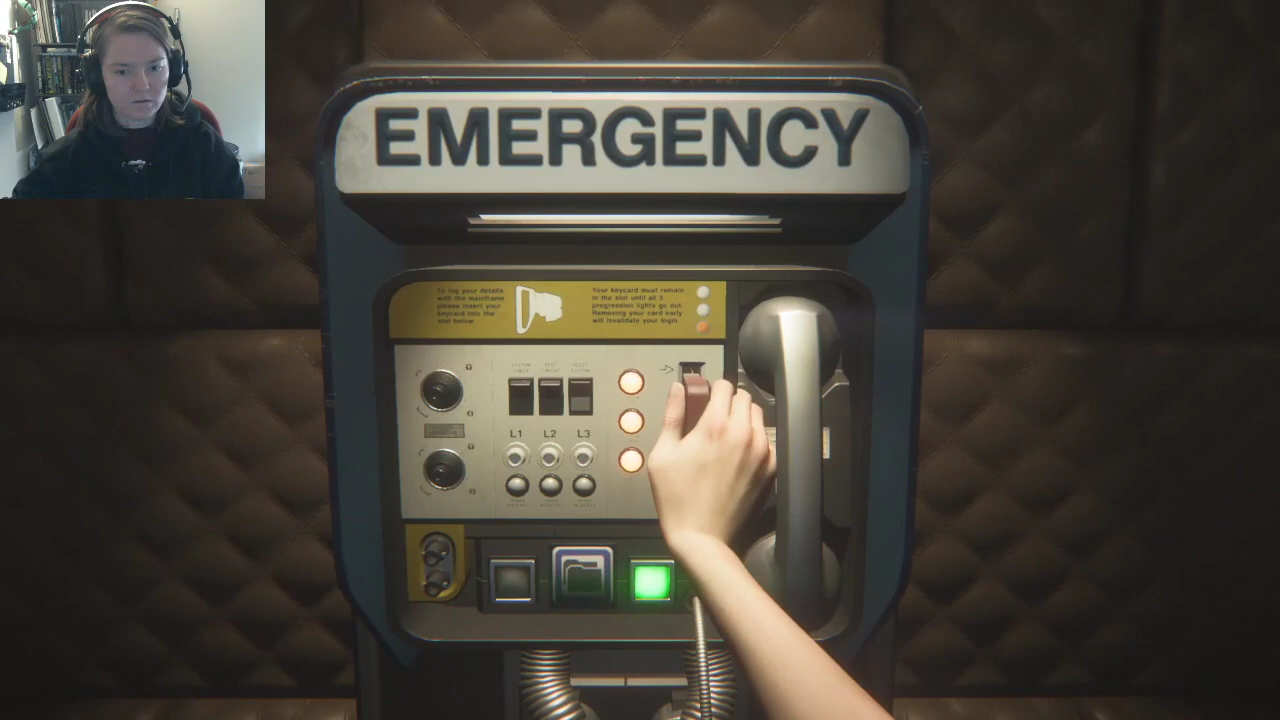 EMERGENCY
To log your details
with the mainframe
please insert your
keycard into the
slot below.
Your keycard must remain
in the slot until all 3
progression lights go out.
Removing your card early
will invalidate your login
L1 L2 L3